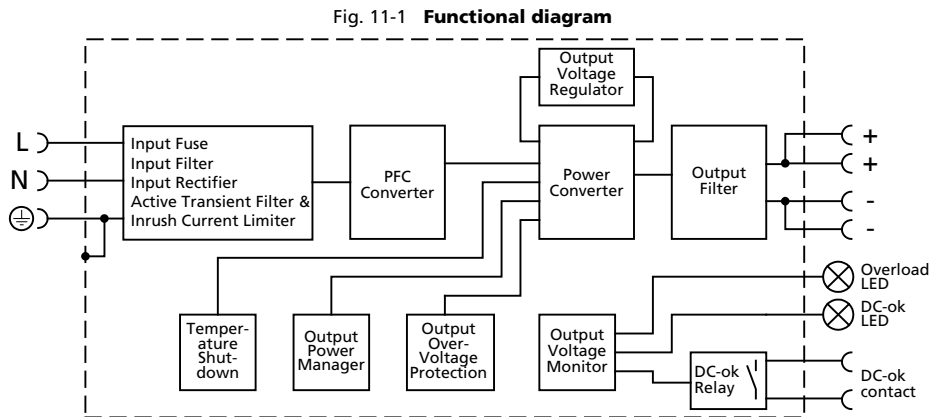 Fig. 11-1 Functional diagram
Output
Voltage
Regulator
L
N
Input Fuse
Input Filter
Input Rectifier
Active Transient Filter &
Inrush Current Limiter
PFC
Converter
Power
Converter
Output
Filter
+
+
-
-
Overload
LED
DC-ok
LED
Temper-
ature
Shut-
down
Output
Power
Manager
Output
Over-
Voltage
Protection
Output
Voltage
Monitor
DC-ok
Relay
DC-ok
contact